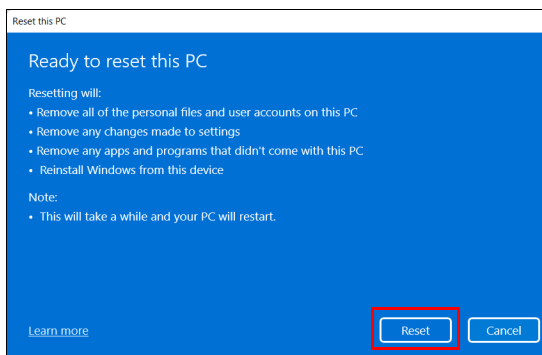 Reset this PC
Ready to reset this PC
Resetting will:
• Remove all of the personal files and user accounts on this PC
• Remove any changes made to settings
• Remove any apps and programs that didn't come with this PC
• Reinstall Windows from this device
Note:
• This will take a while and your PC will restart.
Learn more
Reset
Cancel